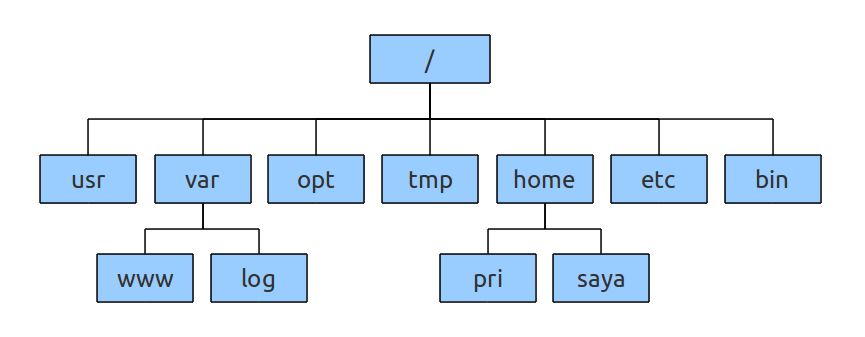 /
usr var opt tmp home etc bin
www log pri saya